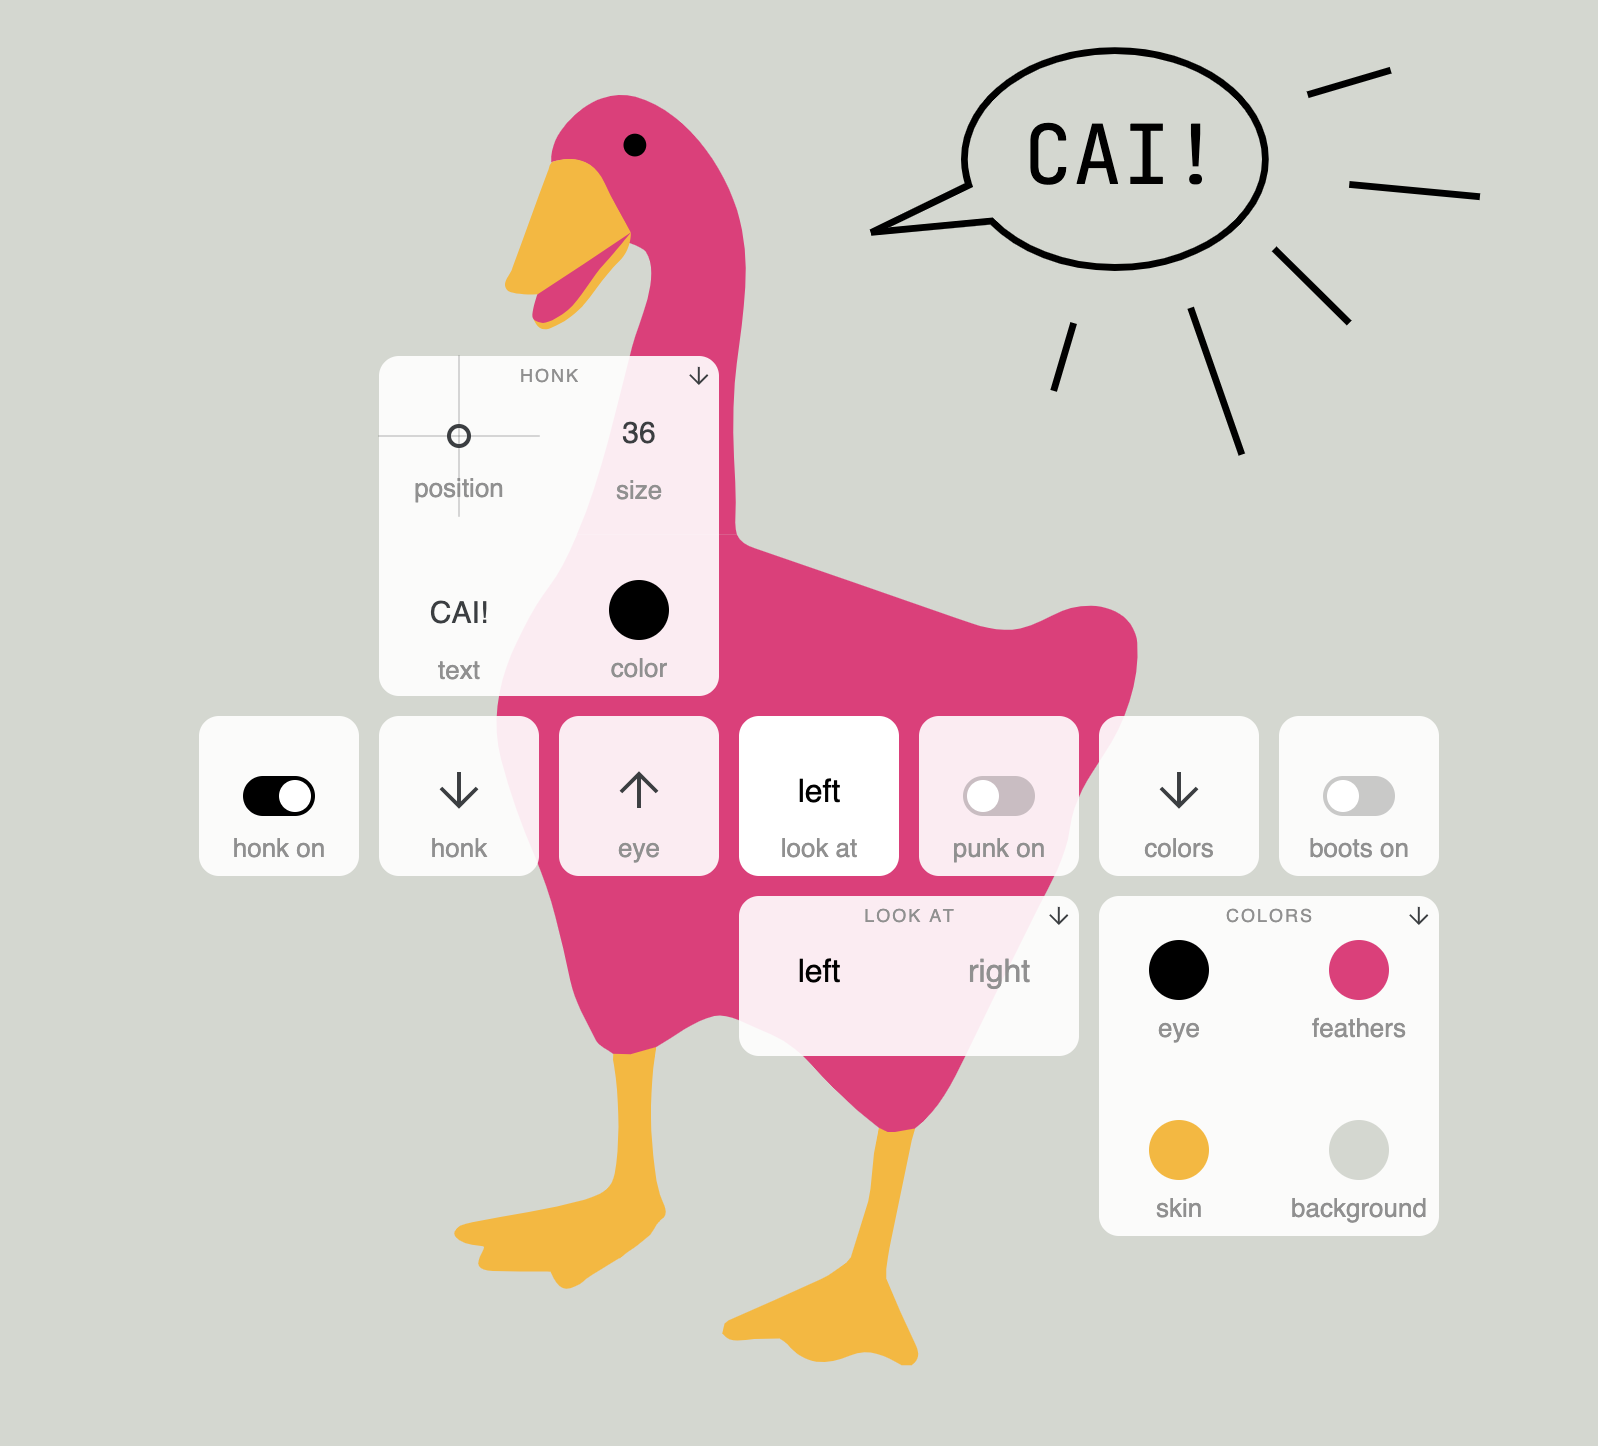 CAI!
HONK
36
position
size
CAI!
text
color
honk on
honk
eye
left
look at
punk on
colors
boots on
LOOK AT
left
right
COLORS
eye
feathers
skin
background